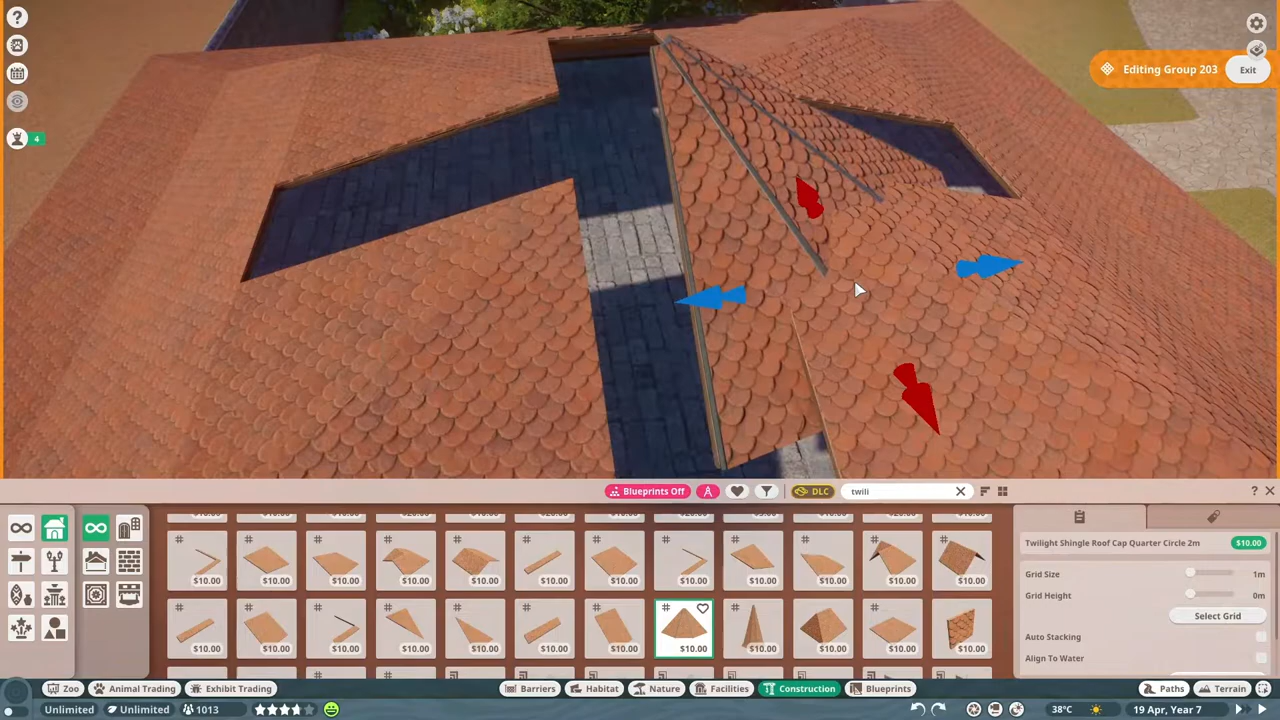 ?
Editing Group 203
Exit
4
Blueprints Off
DLC
twili
? ×
$10.00 $10.00 $10.00 $10.00 $10.00 $10.00 $10.00 $10.00 $10.00 $10.00 $10.00 $10.00
$10.00 $10.00 $10.00 $10.00 $10.00 $10.00 $10.00 $10.00 $10.00 $10.00 $10.00 $10.00
Twilight Shingle Roof Cap Quarter Circle 2m $10.00
Grid Size 1m
Grid Height 0m
Select Grid
Auto Stacking
Align To Water
Zoo Animal Trading Exhibit Trading Barriers Habitat Nature Facilities Construction Blueprints Paths Terrain
Unlimited Unlimited 1013 38°C 19 Apr, Year 7